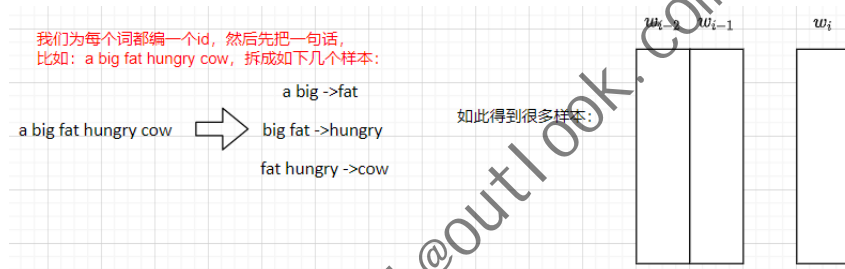 我们为每个词都编一个id，然后先把一句话，
比如：a big fat hungry cow，拆成如下几个样本：
a big ->fat
a big fat hungry cow
big fat ->hungry
fat hungry ->cow
如此得到很多样本：
w_{i-2} w_{i-1} w_i
@outlook.com